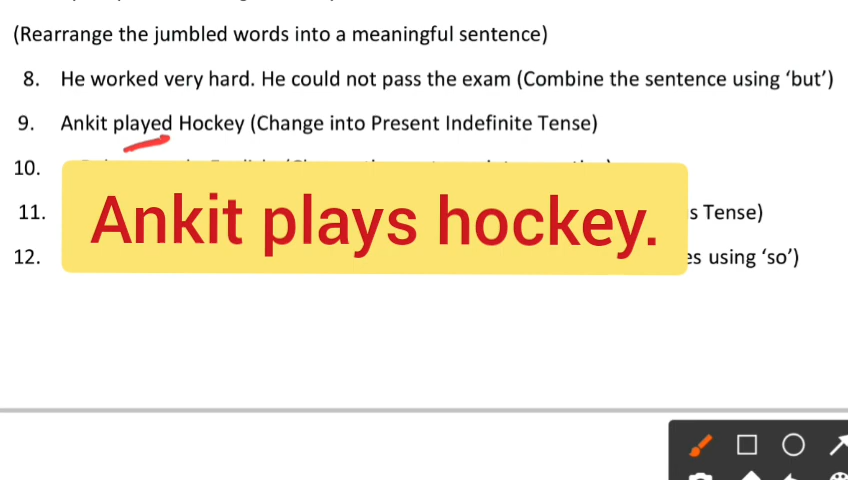 (Rearrange the jumbled words into a meaningful sentence)
8. He worked very hard. He could not pass the exam (Combine the sentence using ‘but’)
9. Ankit played Hockey (Change into Present Indefinite Tense)
10.
Ankit plays hockey.
11. s Tense)
12. es using ‘so’)